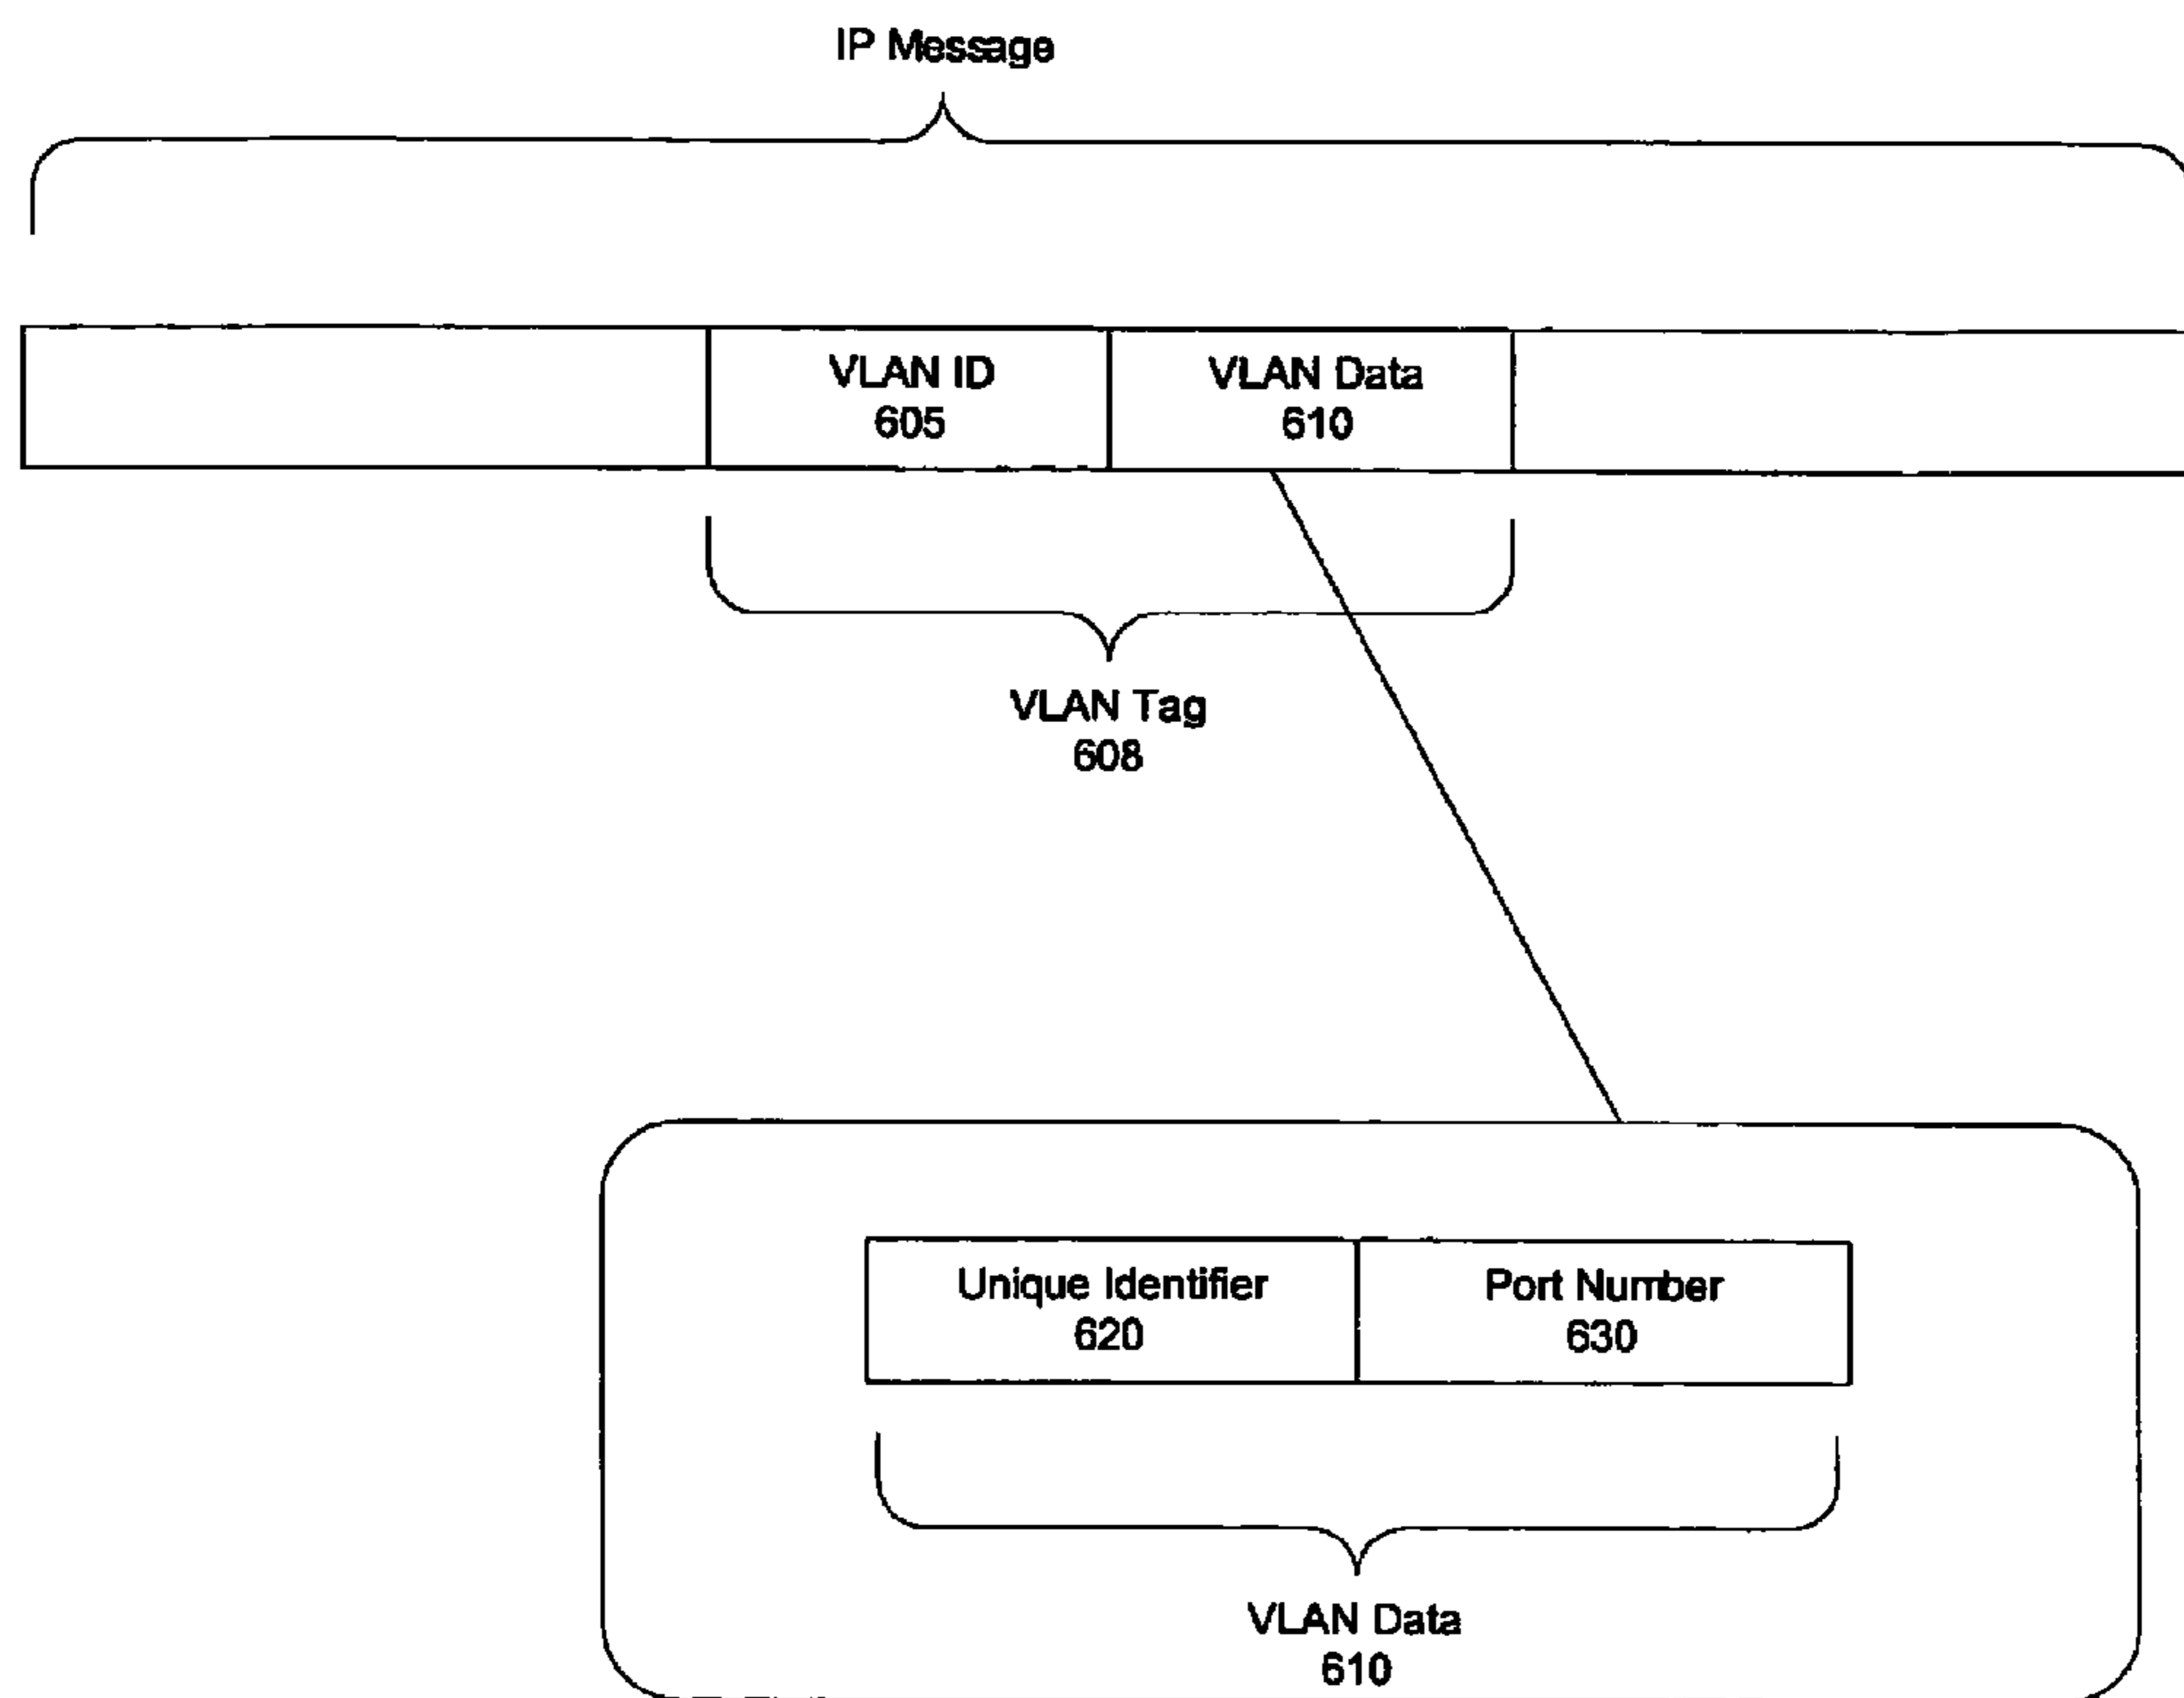 IP Message
VLAN ID
605
VLAN Data
610
VLAN Tag
608
Unique Identifier
620
Port Number
630
VLAN Data
610